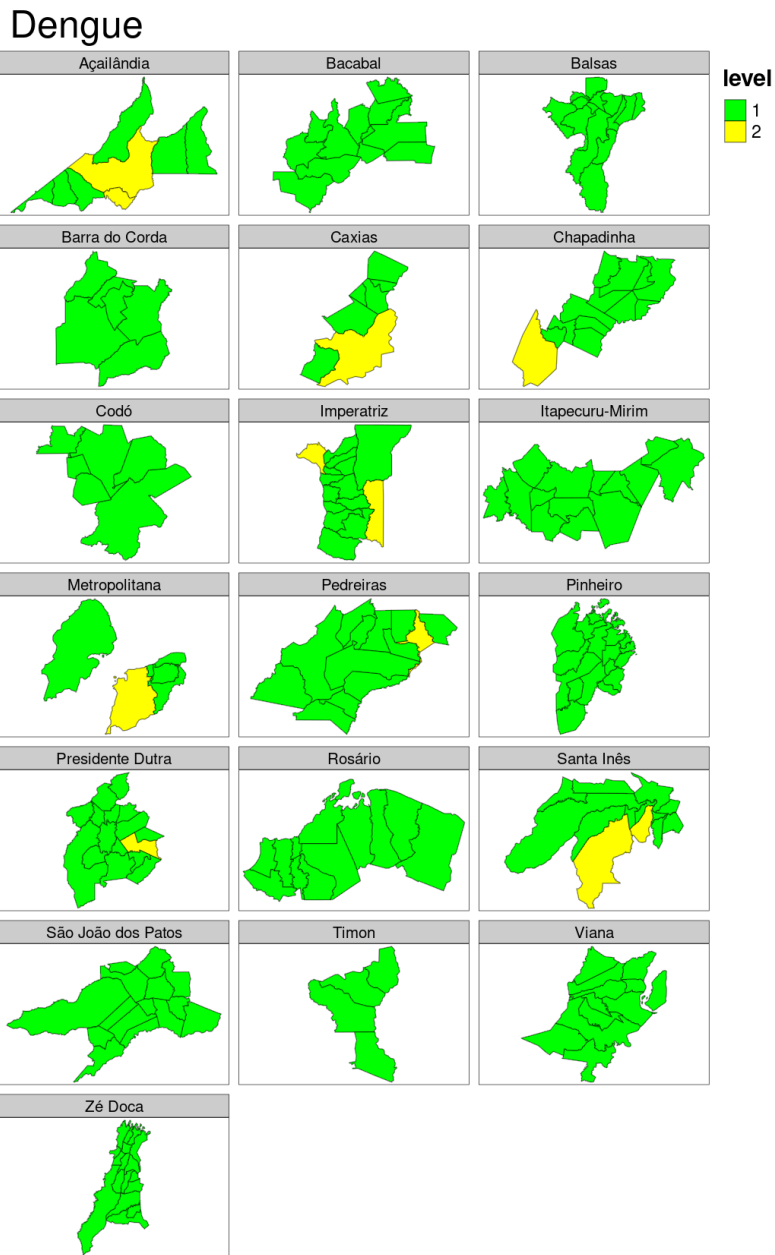 Dengue
Açailândia
Bacabal
Balsas
level
1
2
Barra do Corda
Caxias
Chapadinha
Codó
Imperatriz
Itapecuru-Mirim
Metropolitana
Pedreiras
Pinheiro
Presidente Dutra
Rosário
Santa Inês
São João dos Patos
Timon
Viana
Zé Doca